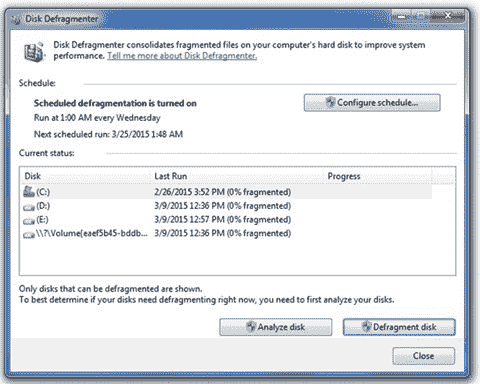 Disk Defragmenter
Disk Defragmenter consolidates fragmented files on your computer's hard disk to improve system
performance. Tell me more about Disk Defragmenter.
Schedule:
Scheduled defragmentation is turned on
Configure schedule...
Run at 1:00 AM every Wednesday
Next scheduled run: 3/25/2015 1:48 AM
Current status:
Disk Last Run Progress
(C:) 2/26/2015 3:52 PM (0% fragmented)
(D:) 3/9/2015 12:36 PM (0% fragmented)
(E:) 3/9/2015 12:57 PM (0% fragmented)
\\?\Volume{eaef5b45-bddb... 3/9/2015 12:36 PM (0% fragmented)
Only disks that can be defragmented are shown.
To best determine if your disks need defragmenting right now, you need to first analyze your disks.
Analyze disk Defragment disk
Close